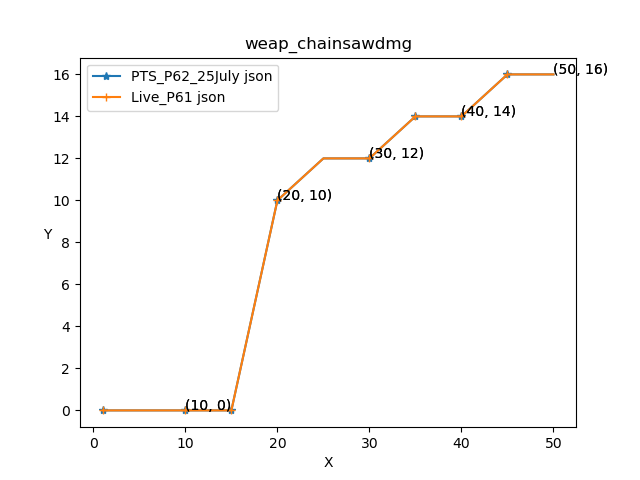 weap_chainsawdmg
PTS_P62_25July json
Live_P61 json
Y
16
14
12
10
8
6
4
2
0
(50, 16)
(40, 14)
(30, 12)
(20, 10)
(10, 0)
0 10 20 30 40 50
X